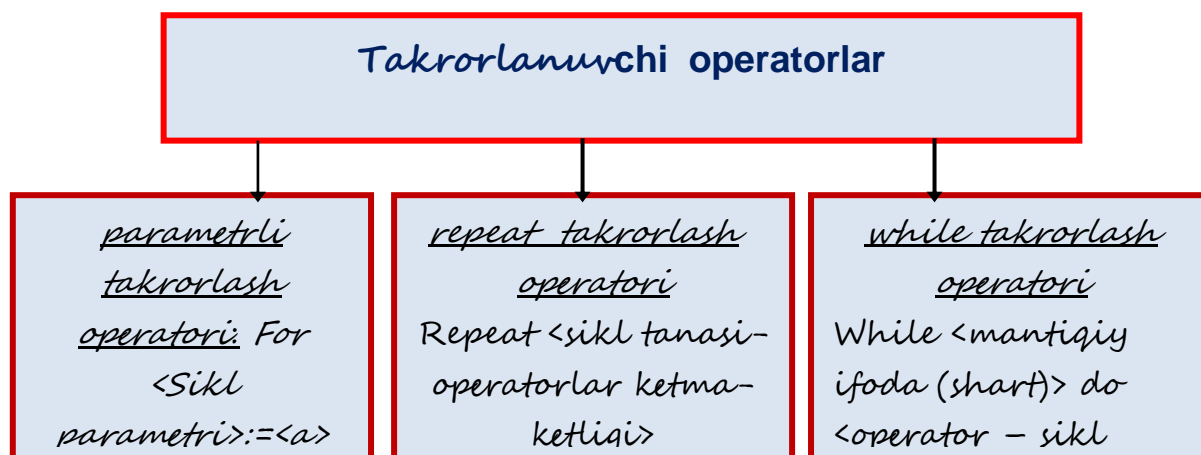 Takrorlanuvchi operatorlar
parametrli
takrorlash
operatori: For
<Sikl
parametri>:=<a>
repeat takrorlash
operatori
Repeat <sikl tanasi-
operatorlar ketma-
ketligi>
while takrorlash
operatori
While <mantiqiy
ifoda (shart)> do
<operator – sikl